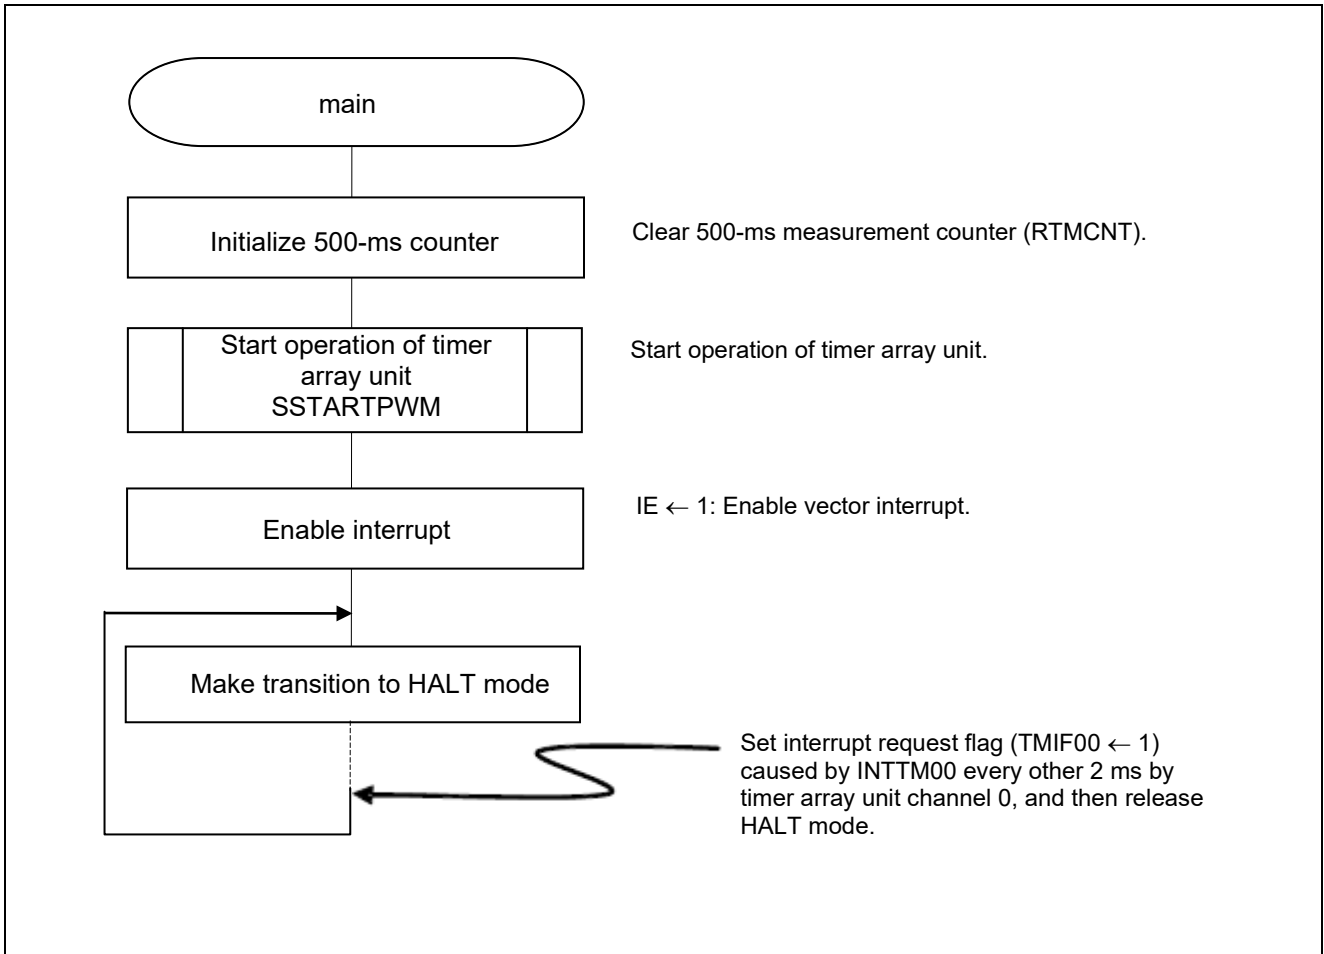 main
Initialize 500-ms counter
Clear 500-ms measurement counter (RTMCNT).
Start operation of timer
array unit
SSTARTPWM
Start operation of timer array unit.
Enable interrupt
IE ← 1: Enable vector interrupt.
Make transition to HALT mode
Set interrupt request flag (TMIF00 ← 1)
caused by INTTM00 every other 2 ms by
timer array unit channel 0, and then release
HALT mode.